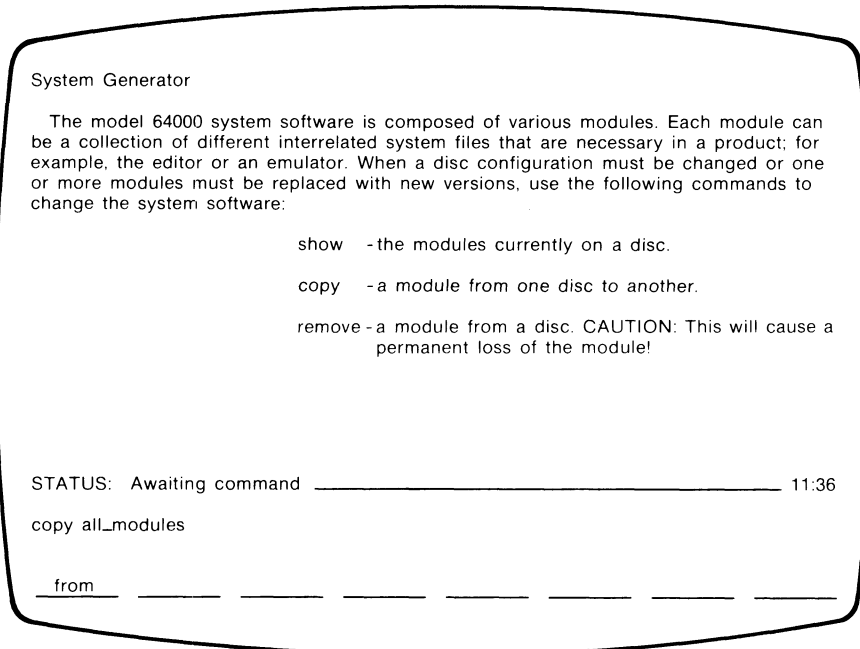 System Generator
The model 64000 system software is composed of various modules. Each module can
be a collection of different interrelated system files that are necessary in a product; for
example, the editor or an emulator. When a disc configuration must be changed or one
or more modules must be replaced with new versions, use the following commands to
change the system software:
show - the modules currently on a disc.
copy - a module from one disc to another.
remove - a module from a disc. CAUTION: This will cause a
permanent loss of the module!
STATUS: Awaiting command 11:36
copy all_modules
from